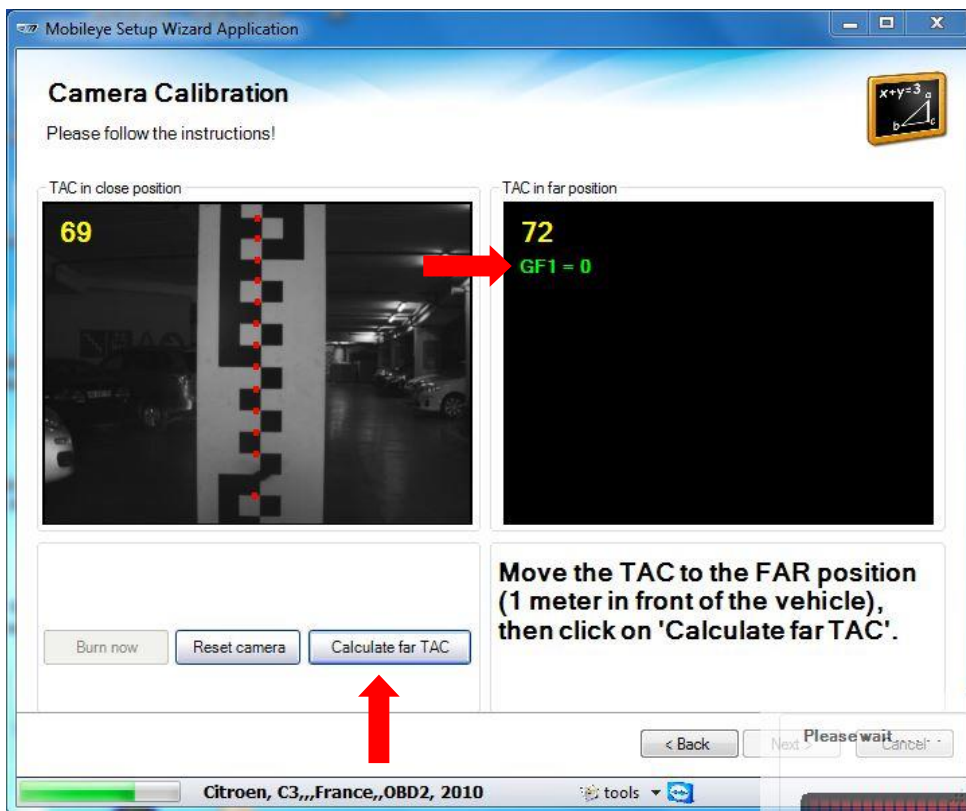 Mobileye Setup Wizard Application
Camera Calibration
x+y=3
a
b
c
Please follow the instructions!
TAC in close position
TAC in far position
69
72
GF1 = 0
Move the TAC to the FAR position
(1 meter in front of the vehicle),
then click on 'Calculate far TAC'.
Burn now
Reset camera
Calculate far TAC
< Back
Next >
Please wait.......
Cancel
Citroen, C3,,,France,,OBD2, 2010
tools